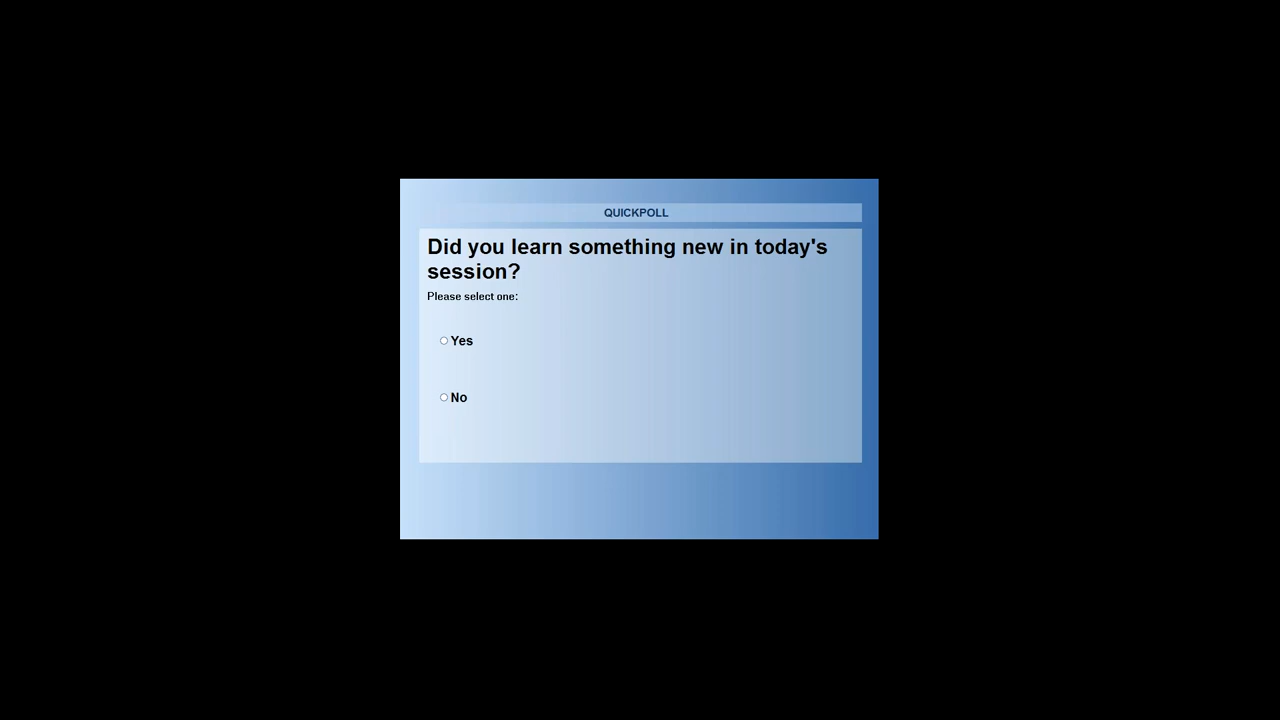 QUICKPOLL
Did you learn something new in today's
session?
Please select one:
Yes
No